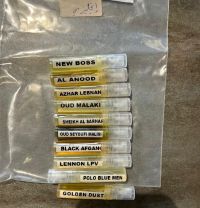 NEW BOSS
AL ANOOD
AZHAR LEBNAN
OUD MALAKI
SHEIKH AL SARHAH
OUD SEYOUFI MALIKI
BLACK AFGANO
LENNON LPV
POLO BLUE MEN
GOLDEN DUST